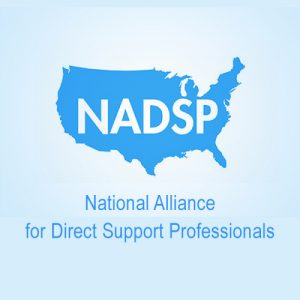 NADSP
National Alliance
for Direct Support Professionals